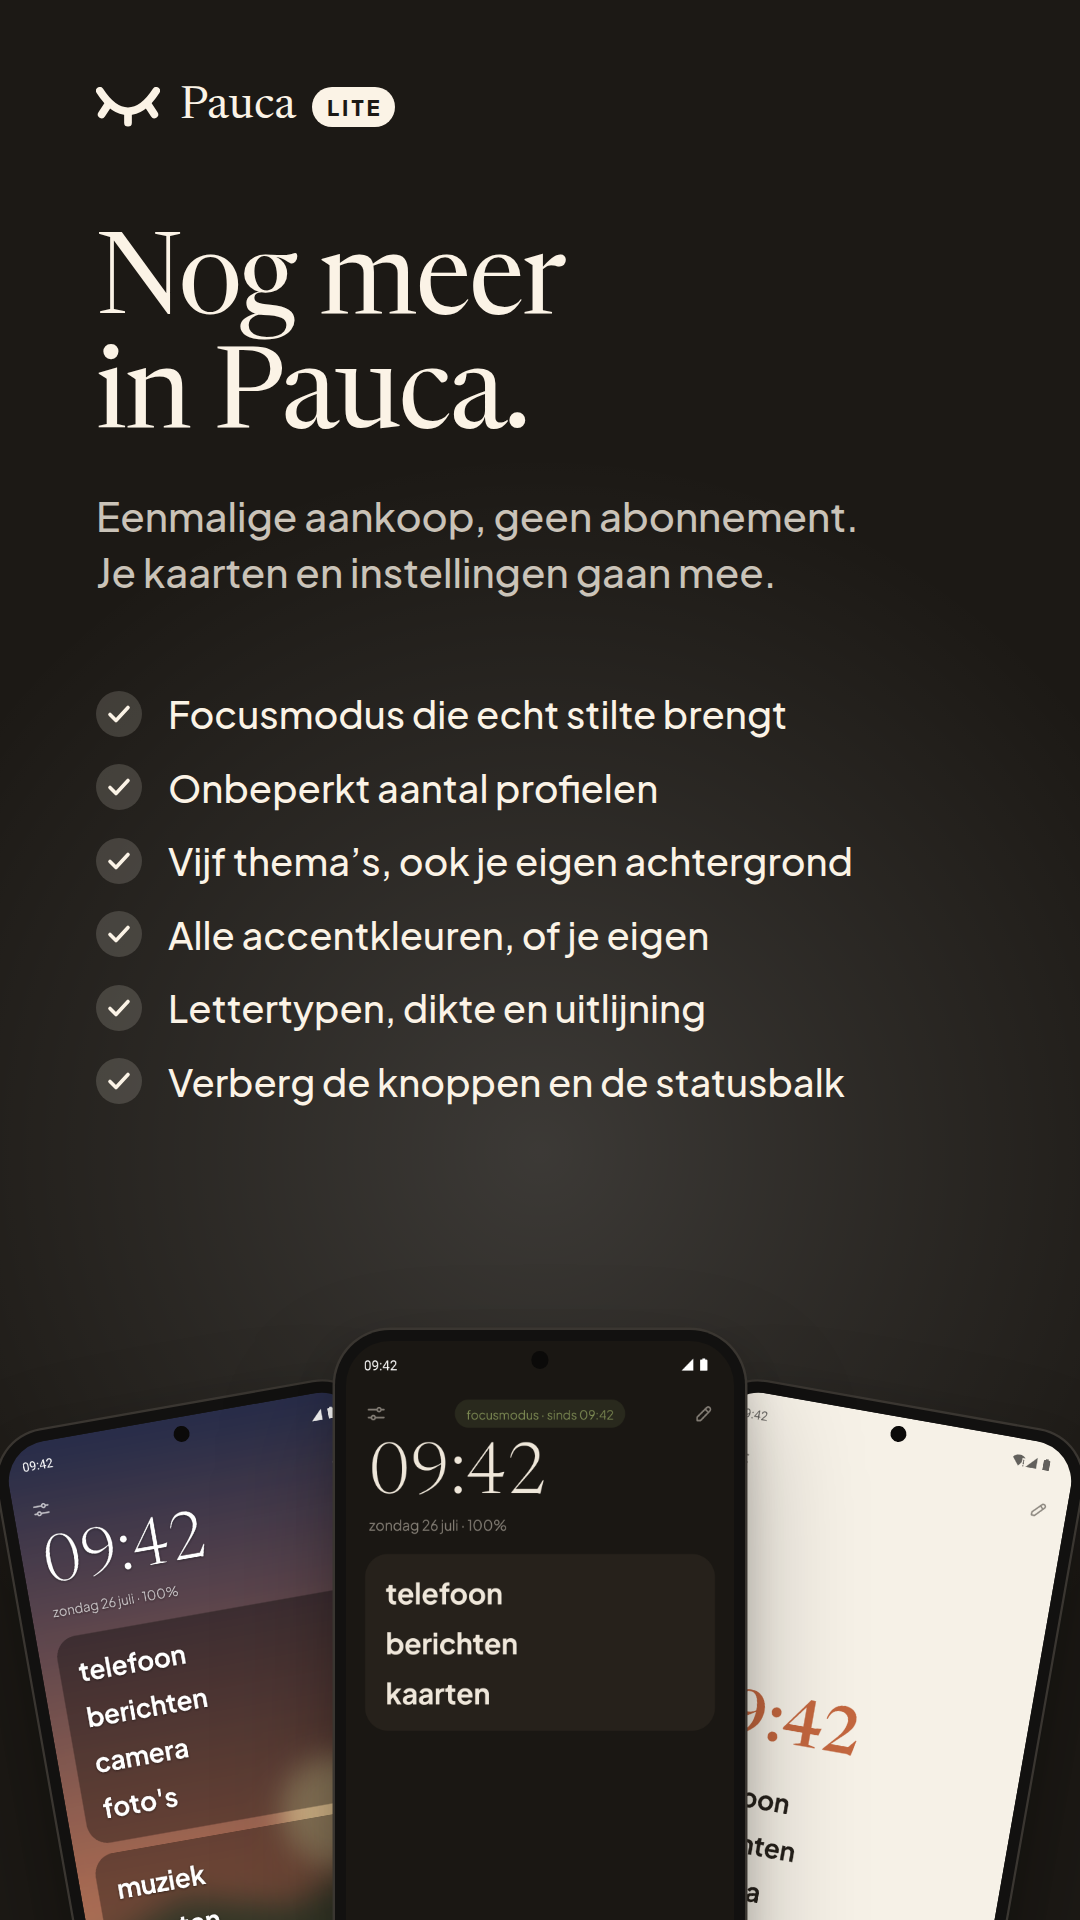 Pauca LITE
Nog meer
in Pauca.
Eenmalige aankoop, geen abonnement.
Je kaarten en instellingen gaan mee.
Focusmodus die echt stilte brengt
Onbeperkt aantal profielen
Vijf thema’s, ook je eigen achtergrond
Alle accentkleuren, of je eigen
Lettertypen, dikte en uitlijning
Verberg de knoppen en de statusbalk
09:42
09:42
zondag 26 juli · 100%
telefoon
berichten
camera
foto's
muziek
09:42
focusmodus · sinds 09:42
09:42
zondag 26 juli · 100%
telefoon
berichten
kaarten